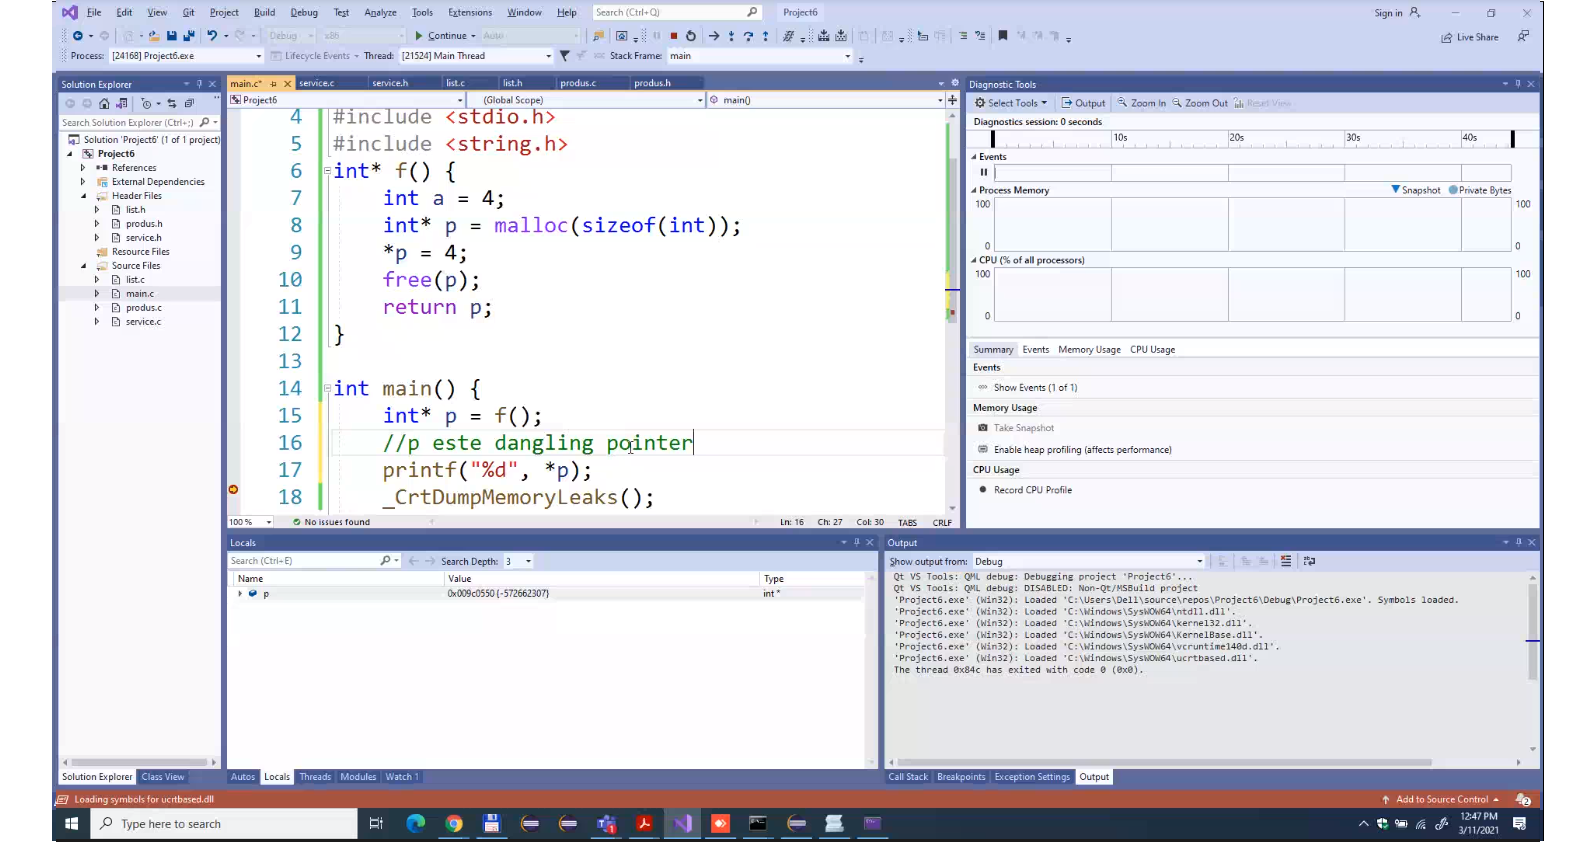 File Edit View Git Project Build Debug Test Analyze Tools Extensions Window Help Search (Ctrl+Q) Project6 Sign in
Debug x86 Continue Auto Live Share
Process: [24168] Project6.exe Lifecycle Events Thread: [21524] Main Thread Stack Frame: main
Solution Explorer
Search Solution Explorer (Ctrl+;)
Solution 'Project6' (1 of 1 project)
Project6
References
External Dependencies
Header Files
list.h
produs.h
service.h
Resource Files
Source Files
list.c
main.c
produs.c
service.c
Solution Explorer Class View
main.c* service.c service.h list.c list.h produs.c produs.h
Project6 (Global Scope) main()
4 #include <stdio.h>
5 #include <string.h>
6 int* f() {
7 int a = 4;
8 int* p = malloc(sizeof(int));
9 *p = 4;
10 free(p);
11 return p;
12 }
13
14 int main() {
15 int* p = f();
16 //p este dangling pointer
17 printf("%d", *p);
18 _CrtDumpMemoryLeaks();
100 % No issues found Ln: 16 Ch: 27 Col: 30 TABS CRLF
Diagnostic Tools
Select Tools Output Zoom In Zoom Out Reset View
Diagnostics session: 0 seconds
10s 20s 30s 40s
Events
Process Memory Snapshot Private Bytes
100 100
0 0
CPU (% of all processors)
100 100
0 0
Summary Events Memory Usage CPU Usage
Events
Show Events (1 of 1)
Memory Usage
Take Snapshot
Enable heap profiling (affects performance)
CPU Usage
Record CPU Profile
Locals
Search (Ctrl+E) Search Depth: 3
Name Value Type
p 0x009c0550 {-572662307} int *
Autos Locals Threads Modules Watch 1
Output
Show output from: Debug
Qt VS Tools: QML debug: Debugging project 'Project6'...
Qt VS Tools: QML debug: DISABLED: Non-Qt/MSBuild project
'Project6.exe' (Win32): Loaded 'C:\Users\Dell\source\repos\Project6\Debug\Project6.exe'. Symbols loaded.
'Project6.exe' (Win32): Loaded 'C:\Windows\SysWOW64\ntdll.dll'.
'Project6.exe' (Win32): Loaded 'C:\Windows\SysWOW64\kernel32.dll'.
'Project6.exe' (Win32): Loaded 'C:\Windows\SysWOW64\KernelBase.dll'.
'Project6.exe' (Win32): Loaded 'C:\Windows\SysWOW64\vcruntime140d.dll'.
'Project6.exe' (Win32): Loaded 'C:\Windows\SysWOW64\ucrtbased.dll'.
The thread 0x84c has exited with code 0 (0x0).
Call Stack Breakpoints Exception Settings Output
Loading symbols for ucrtbased.dll Add to Source Control 2
Type here to search
12:47 PM
3/11/2021